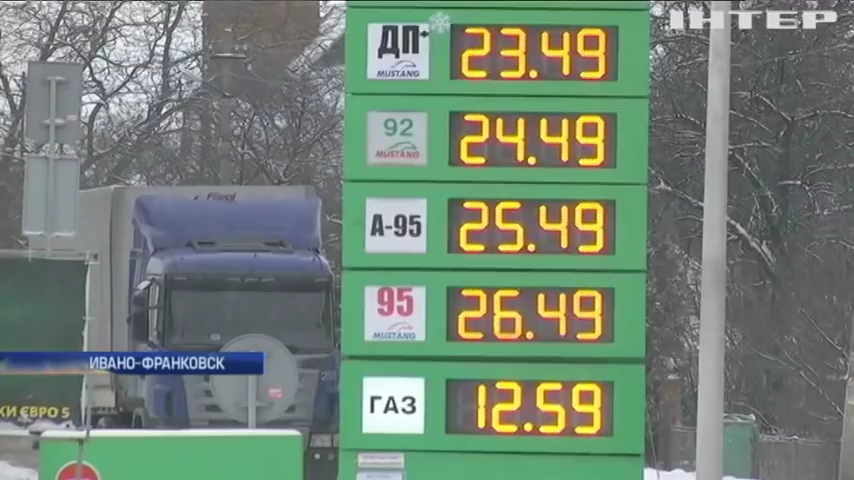 ІНТЕР
ДП+
MUSTANG
23.49
92
MUSTANG
24.49
А-95
25.49
95
MUSTANG
26.49
ГАЗ
12.59
ИВАНО-ФРАНКОВСК
КИ ЄВРО 5